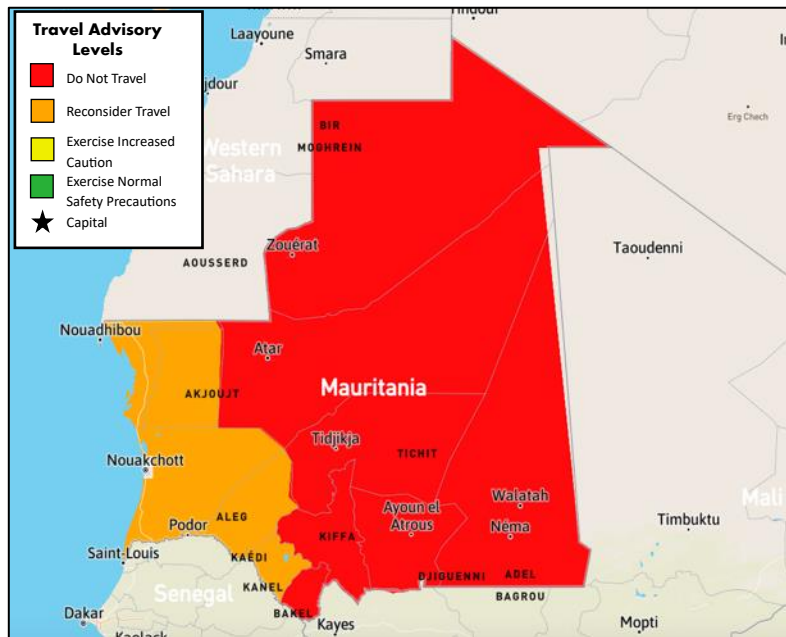 Travel Advisory
Levels
Do Not Travel
Reconsider Travel
Exercise Increased
Caution
Exercise Normal
Safety Precautions
Capital
Laayoune
Smara
jdour
BIR
MOGHREIN
Western
Sahara
Erg Chech
Zouérat
AOUSSERD
Taoudenni
Nouadhibou
Atar
Mauritania
AKJOUJT
Tidjikja
TICHIT
Nouakchott
Walatah
Mali
Ayoun el
Atrous
ALEG
Podor
KIFFA
Néma
Timbuktu
Saint-Louis
KAÉDI
DJIGUENNI
ADEL
KANEL
BAGROU
Senegal
Dakar
BAKEL
Kayes
Mopti